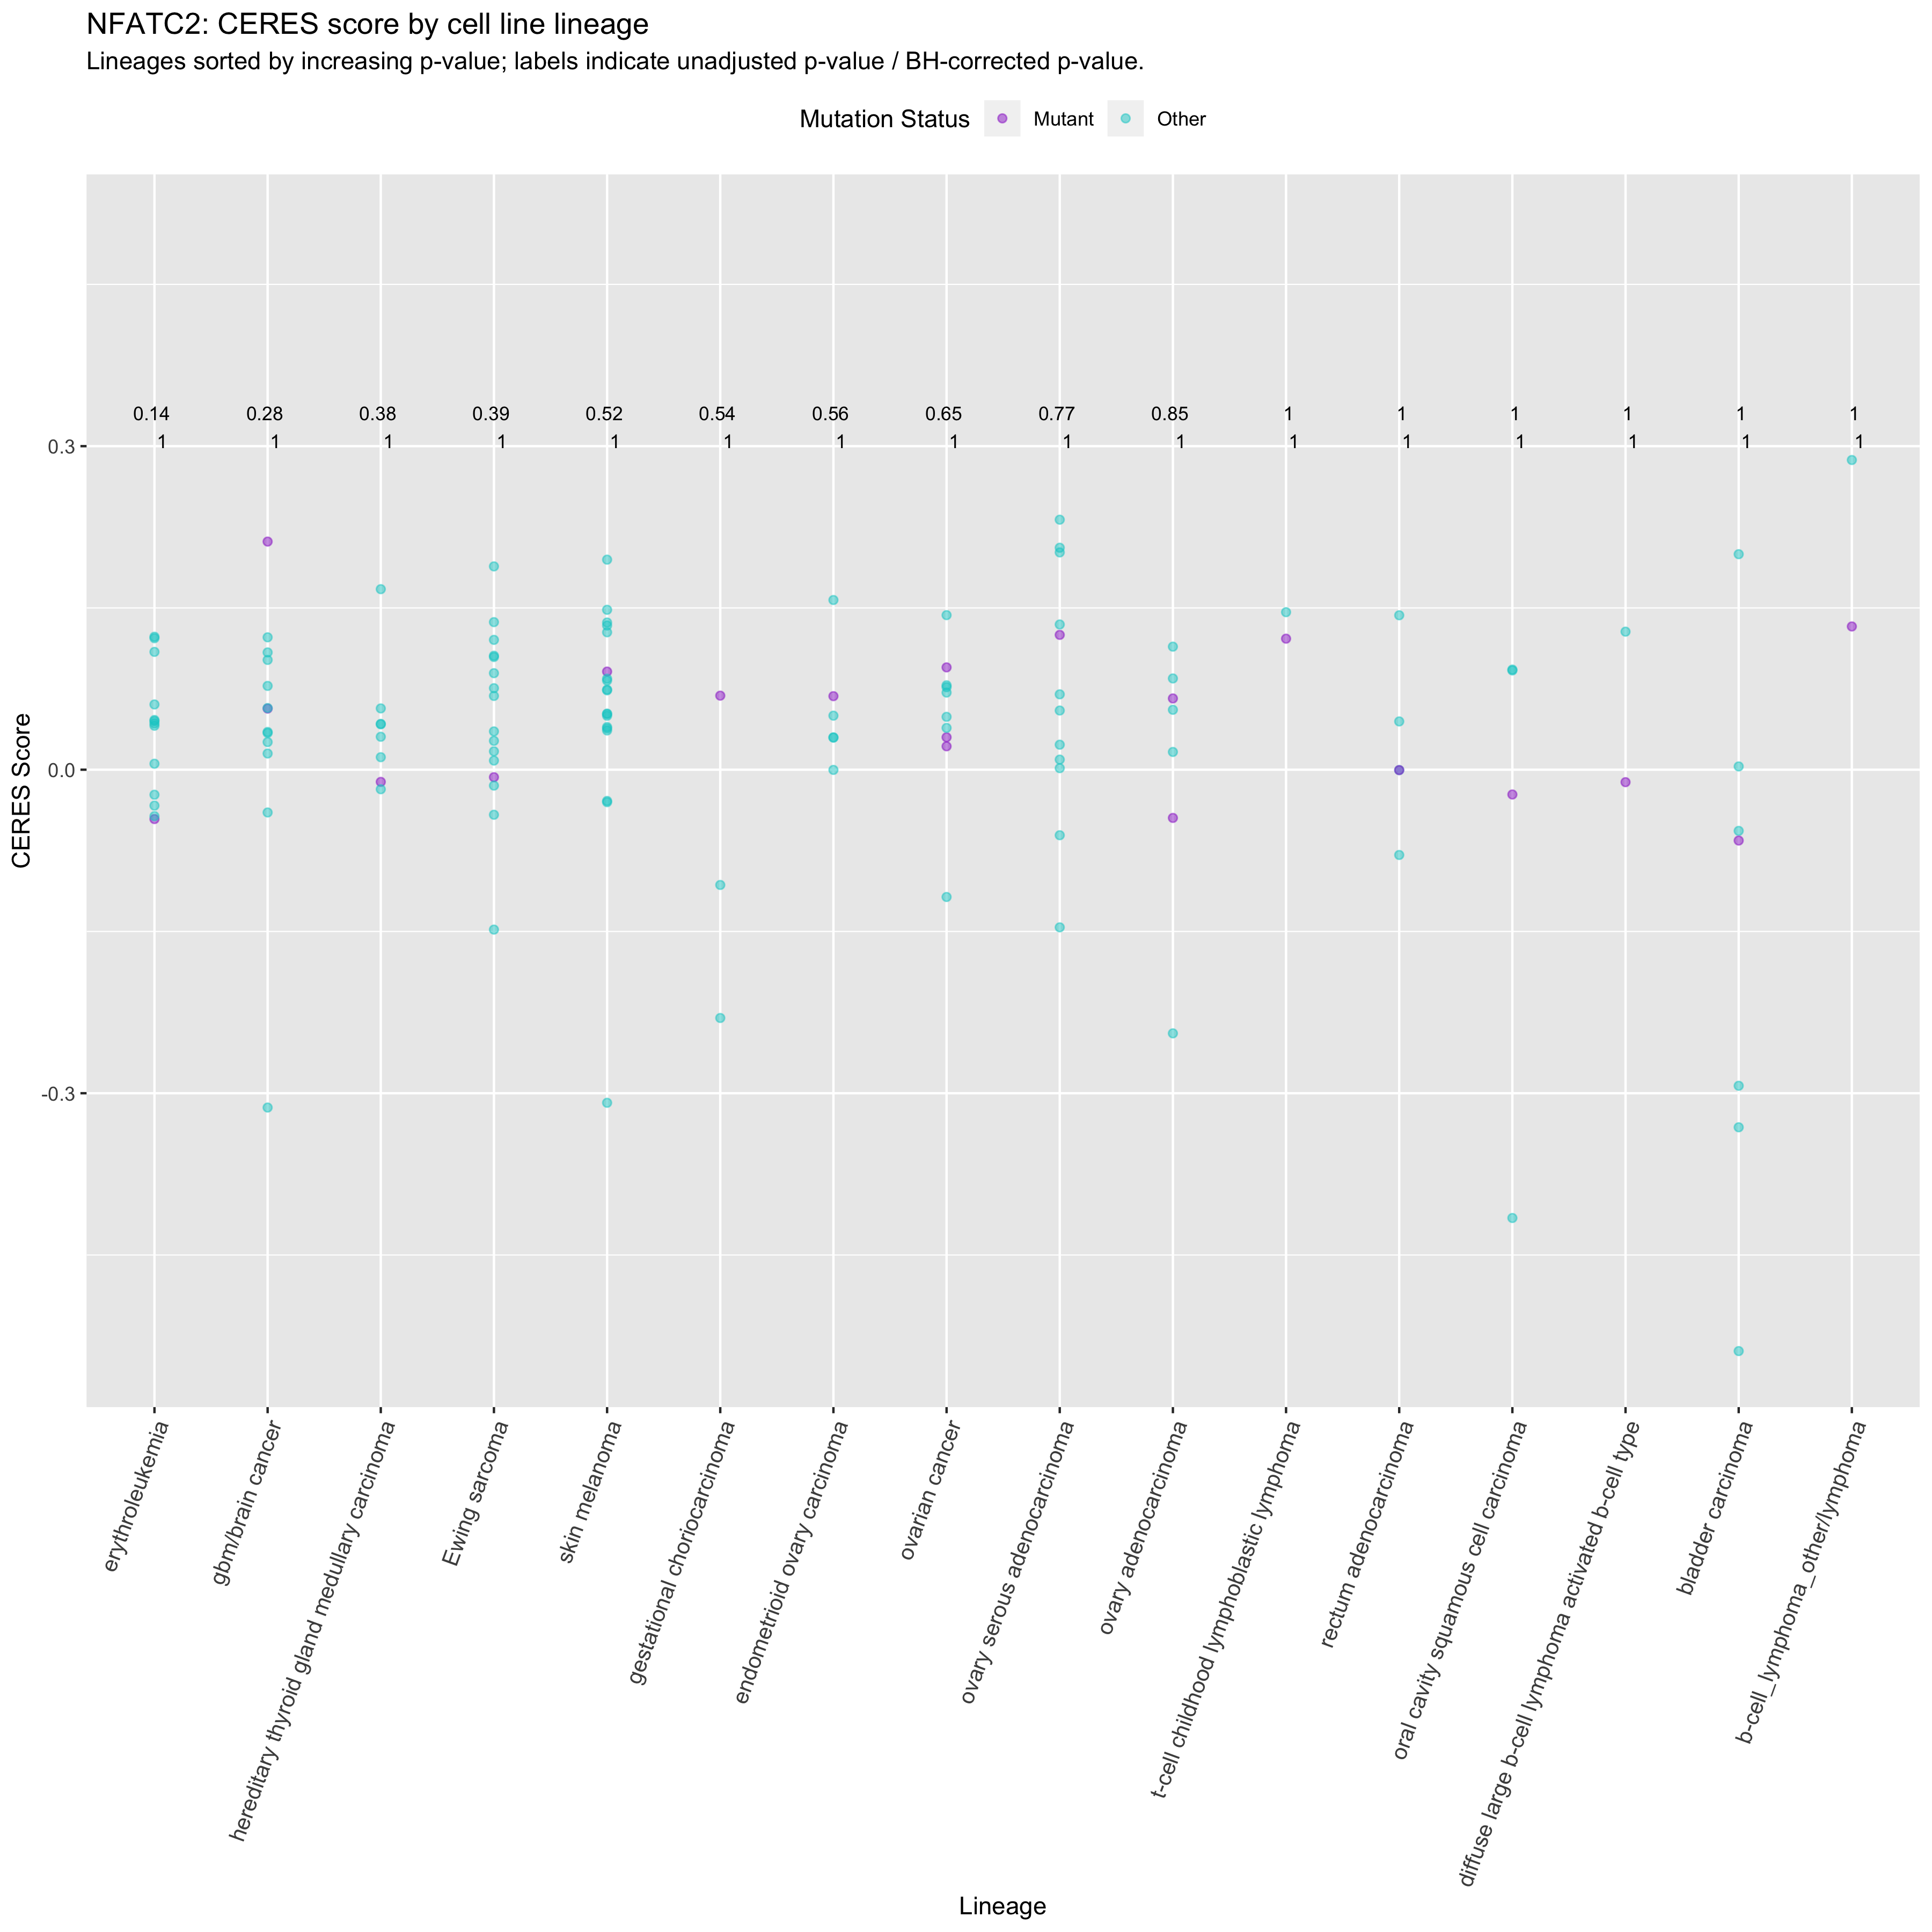 NFATC2: CERES score by cell line lineage
Lineages sorted by increasing p-value; labels indicate unadjusted p-value / BH-corrected p-value.
Mutation Status Mutant Other
0.14 0.28 0.38 0.39 0.52 0.54 0.56 0.65 0.77 0.85 1 1 1 1 1 1
1 1 1 1 1 1 1 1 1 1 1 1 1 1 1 1
0.3
0.0
-0.3
CERES Score
erythroleukemia
gbm/brain cancer
hereditary thyroid gland medullary carcinoma
Ewing sarcoma
skin melanoma
gestational choriocarcinoma
endometrioid ovary carcinoma
ovarian cancer
ovary serous adenocarcinoma
ovary adenocarcinoma
t-cell childhood lymphoblastic lymphoma
rectum adenocarcinoma
oral cavity squamous cell carcinoma
diffuse large b-cell lymphoma activated b-cell type
bladder carcinoma
b-cell_lymphoma_other/lymphoma
Lineage